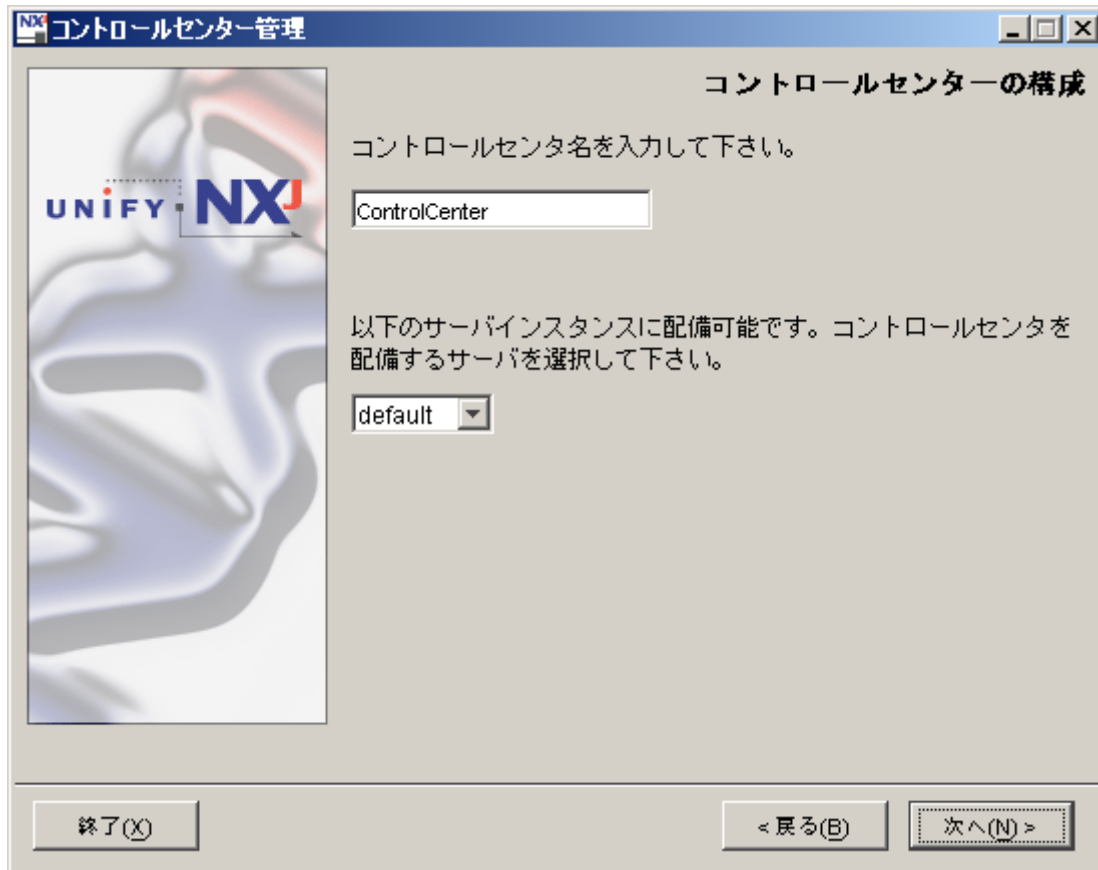 NXJ コントロールセンター管理
コントロールセンターの構成
コントロールセンタ名を入力して下さい。
UNiFY NXJ
ControlCenter
以下のサーバインスタンスに配備可能です。コントロールセンタを
配備するサーバを選択して下さい。
default
終了(X)
<戻る(B)
次へ(N)>